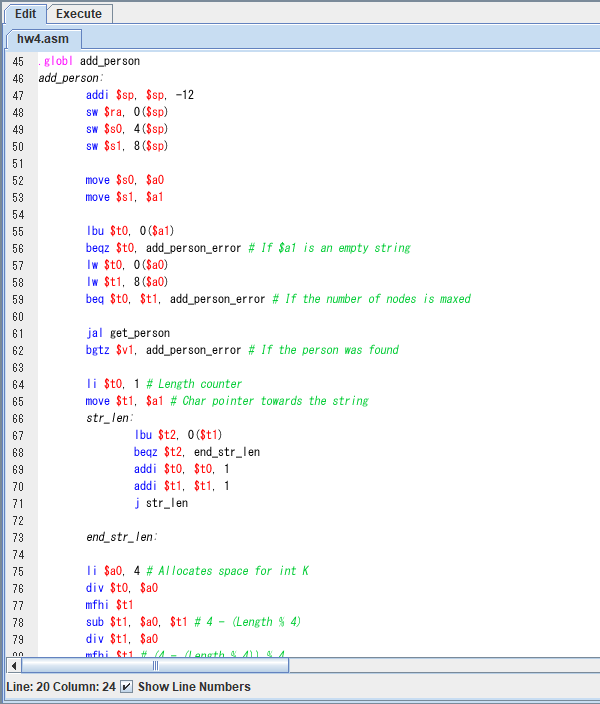 Edit Execute
hw4.asm
45 .globl add_person
46 add_person:
47 addi $sp, $sp, -12
48 sw $ra, 0($sp)
49 sw $s0, 4($sp)
50 sw $s1, 8($sp)
51
52 move $s0, $a0
53 move $s1, $a1
54
55 lbu $t0, 0($a1)
56 beqz $t0, add_person_error # If $a1 is an empty string
57 lw $t0, 0($a0)
58 lw $t1, 8($a0)
59 beq $t0, $t1, add_person_error # If the number of nodes is maxed
60
61 jal get_person
62 bgtz $v1, add_person_error # If the person was found
63
64 li $t0, 1 # Length counter
65 move $t1, $a1 # Char pointer towards the string
66 str_len:
67 lbu $t2, 0($t1)
68 beqz $t2, end_str_len
69 addi $t0, $t0, 1
70 addi $t1, $t1, 1
71 j str_len
72
73 end_str_len:
74
75 li $a0, 4 # Allocates space for int K
76 div $t0, $a0
77 mfhi $t1
78 sub $t1, $a0, $t1 # 4 - (Length % 4)
79 div $t1, $a0
80 mfhi $t1 # (4 - (Length % 4)) % 4
Line: 20 Column: 24 Show Line Numbers